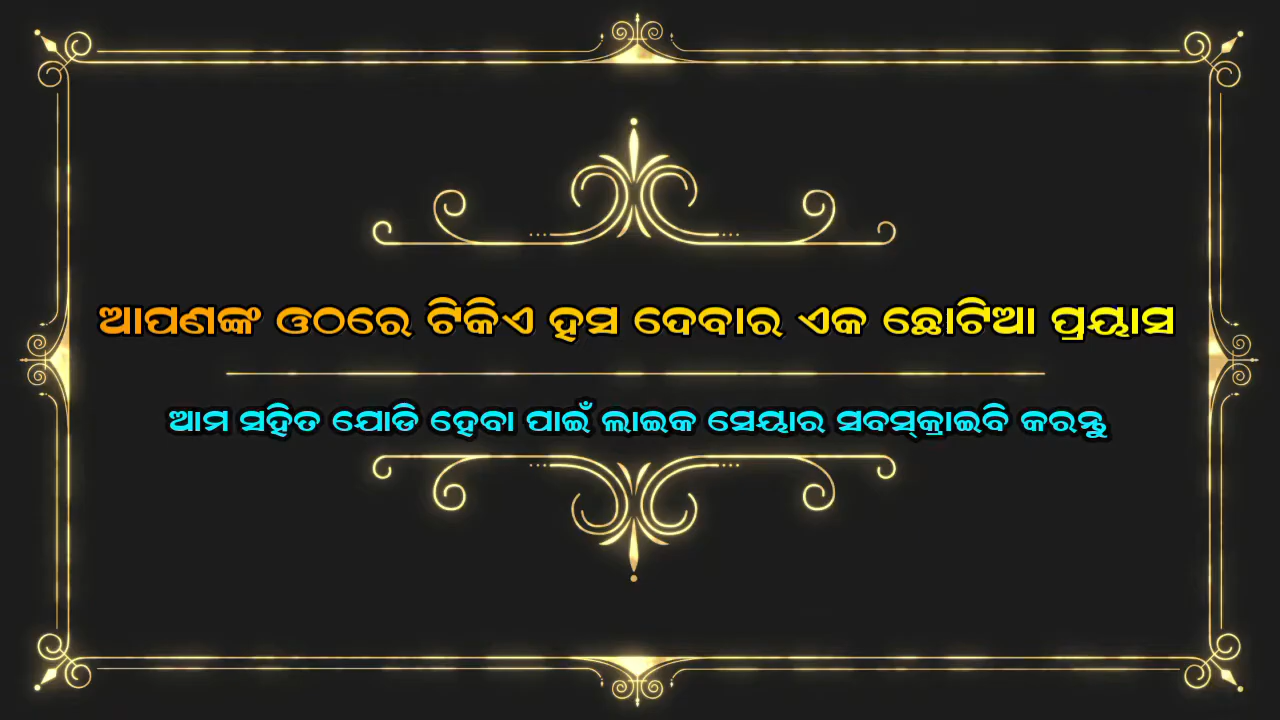 ଆପଣଙ୍କ ଓଠରେ ଟିକିଏ ହସ ଦେବାର ଏକ ଛୋଟିଆ ପ୍ରୟାସ
ଆମ ସହିତ ଯୋଡି ହେବା ପାଇଁ ଲାଇକ ସେୟାର ସବସ୍କ୍ରାଇବି କରନ୍ତୁ